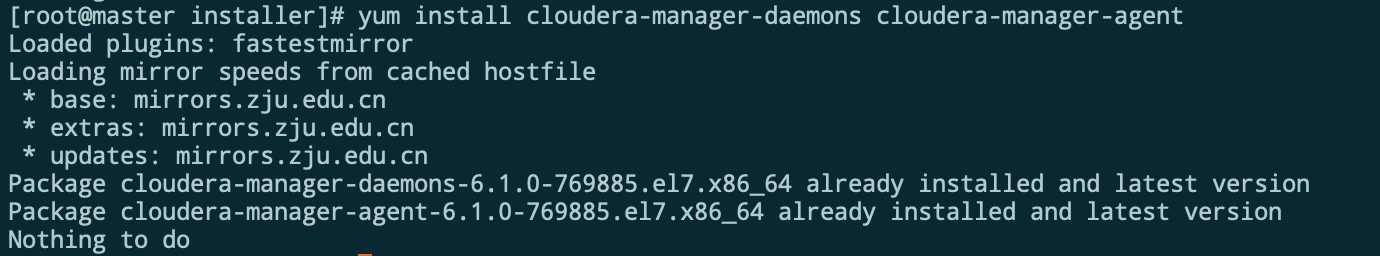 [root@master installer]# yum install cloudera-manager-daemons cloudera-manager-agent
Loaded plugins: fastestmirror
Loading mirror speeds from cached hostfile
 * base: mirrors.zju.edu.cn
 * extras: mirrors.zju.edu.cn
 * updates: mirrors.zju.edu.cn
Package cloudera-manager-daemons-6.1.0-769885.el7.x86_64 already installed and latest version
Package cloudera-manager-agent-6.1.0-769885.el7.x86_64 already installed and latest version
Nothing to do